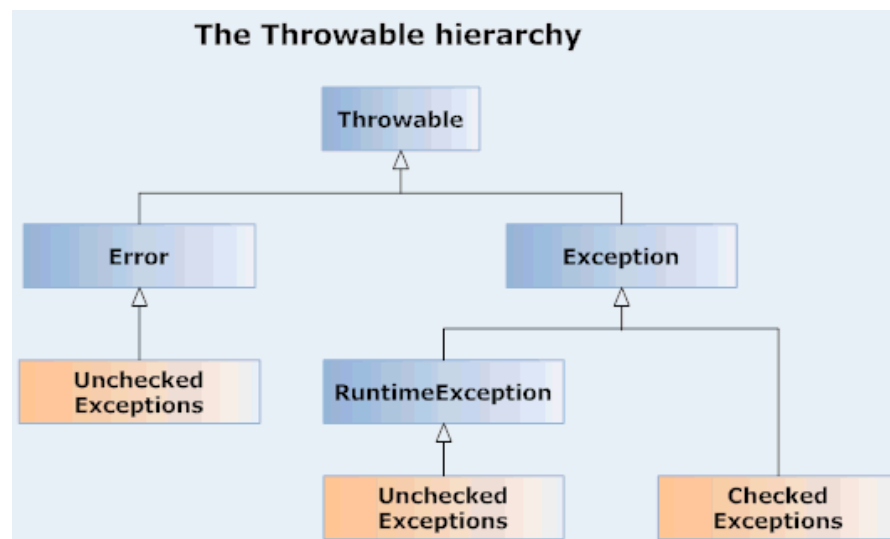 The Throwable hierarchy
Throwable
Error
Exception
Unchecked
Exceptions
RuntimeException
Unchecked
Exceptions
Checked
Exceptions